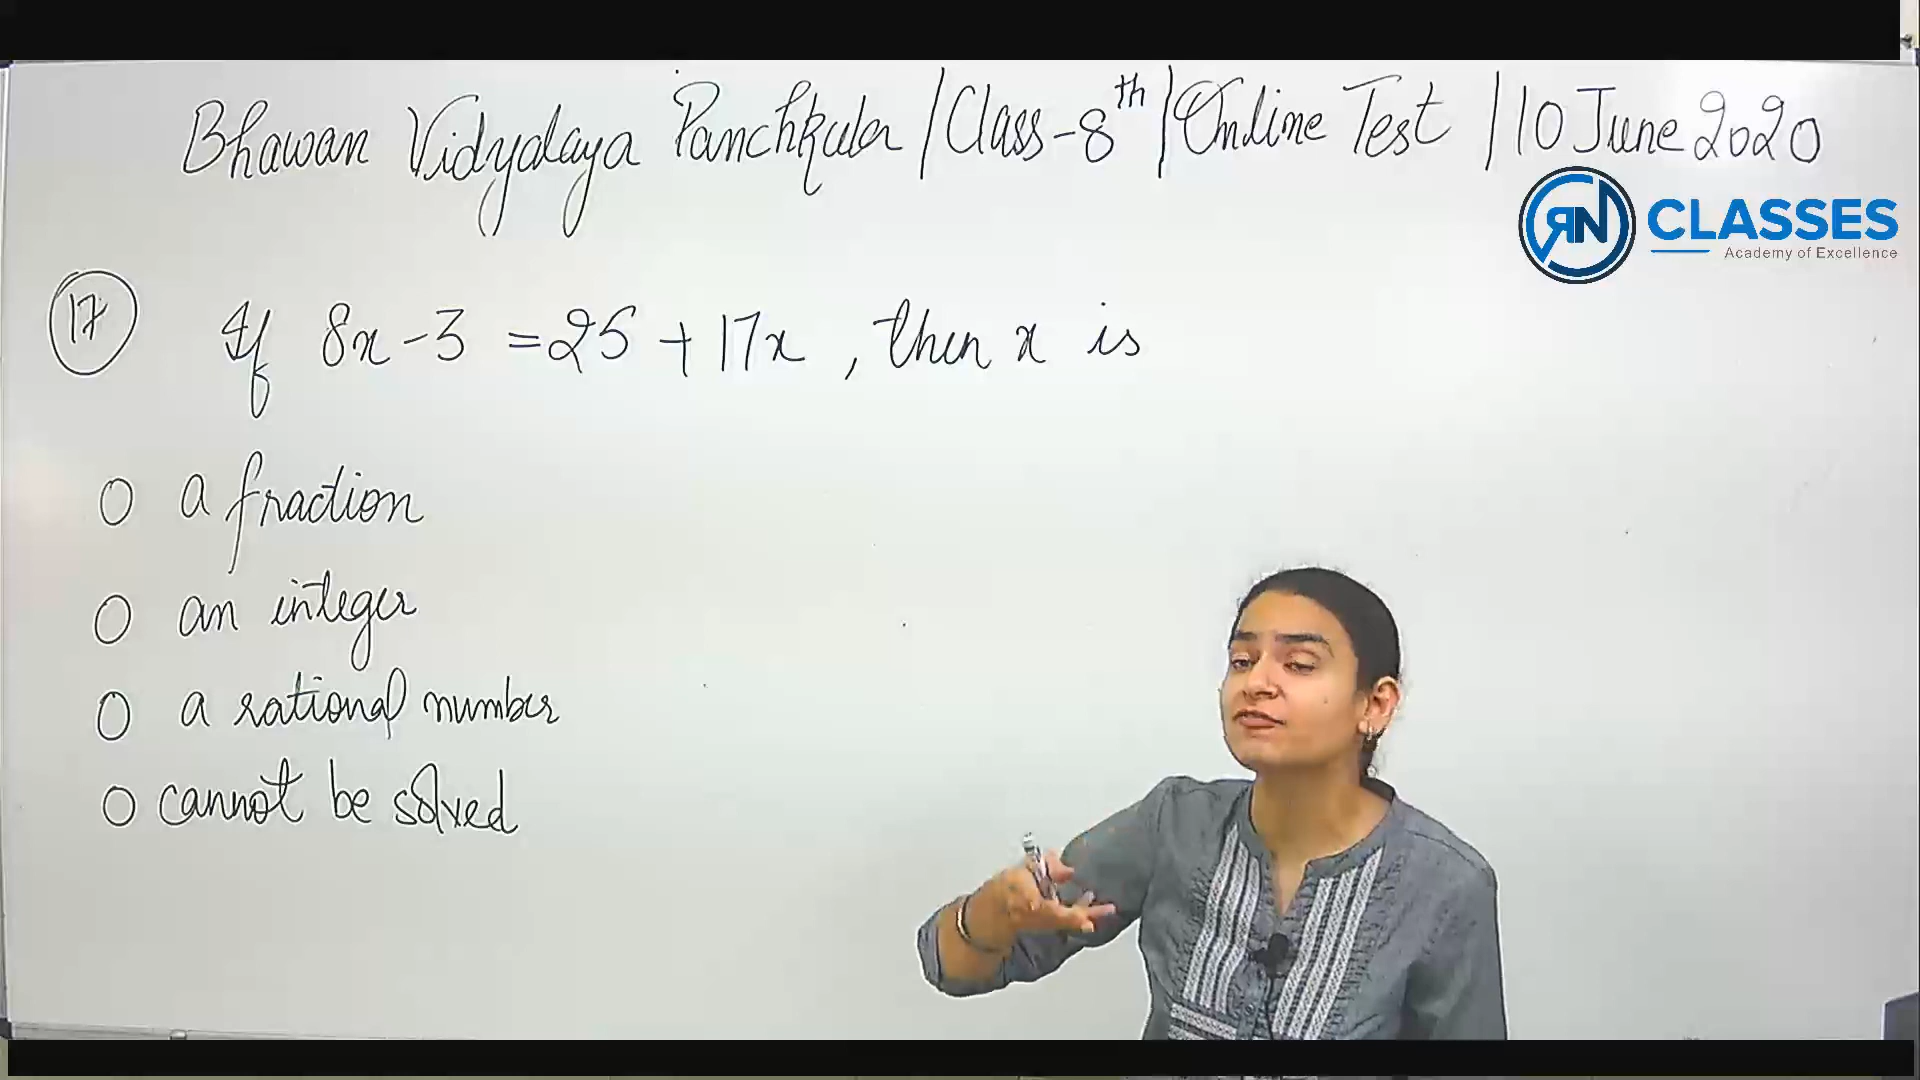 Bhawan Vidyalaya Panchkula / Class - 8th / Online Test / 10 June 2020
RN CLASSES
Academy of Excellence
17 If 8x - 3 = 25 + 17x , then x is
a fraction
an integer
a rational number
cannot be solved